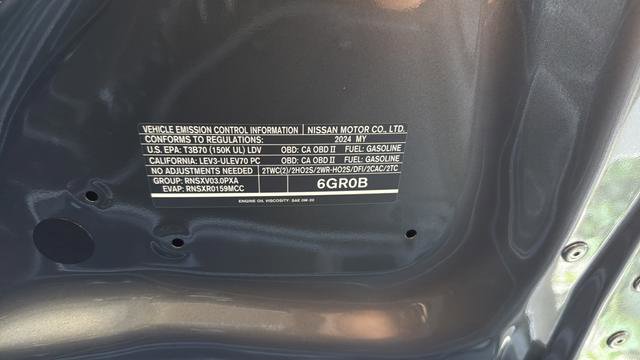 VEHICLE EMISSION CONTROL INFORMATION NISSAN MOTOR CO., LTD.
CONFORMS TO REGULATIONS: 2024 MY
U.S. EPA: T3B70 (150K UL) LDV OBD: CA OBD II FUEL: GASOLINE
CALIFORNIA: LEV3-ULEV70 PC OBD: CA OBD II FUEL: GASOLINE
NO ADJUSTMENTS NEEDED 2TWC(2)/2HO2S/2WR-HO2S/DFI/2CAC/2TC
GROUP: RNSXV03.0PXA
EVAP: RNSXR0159MCC
6GR0B
ENGINE OIL VISCOSITY: SAE 0W-20